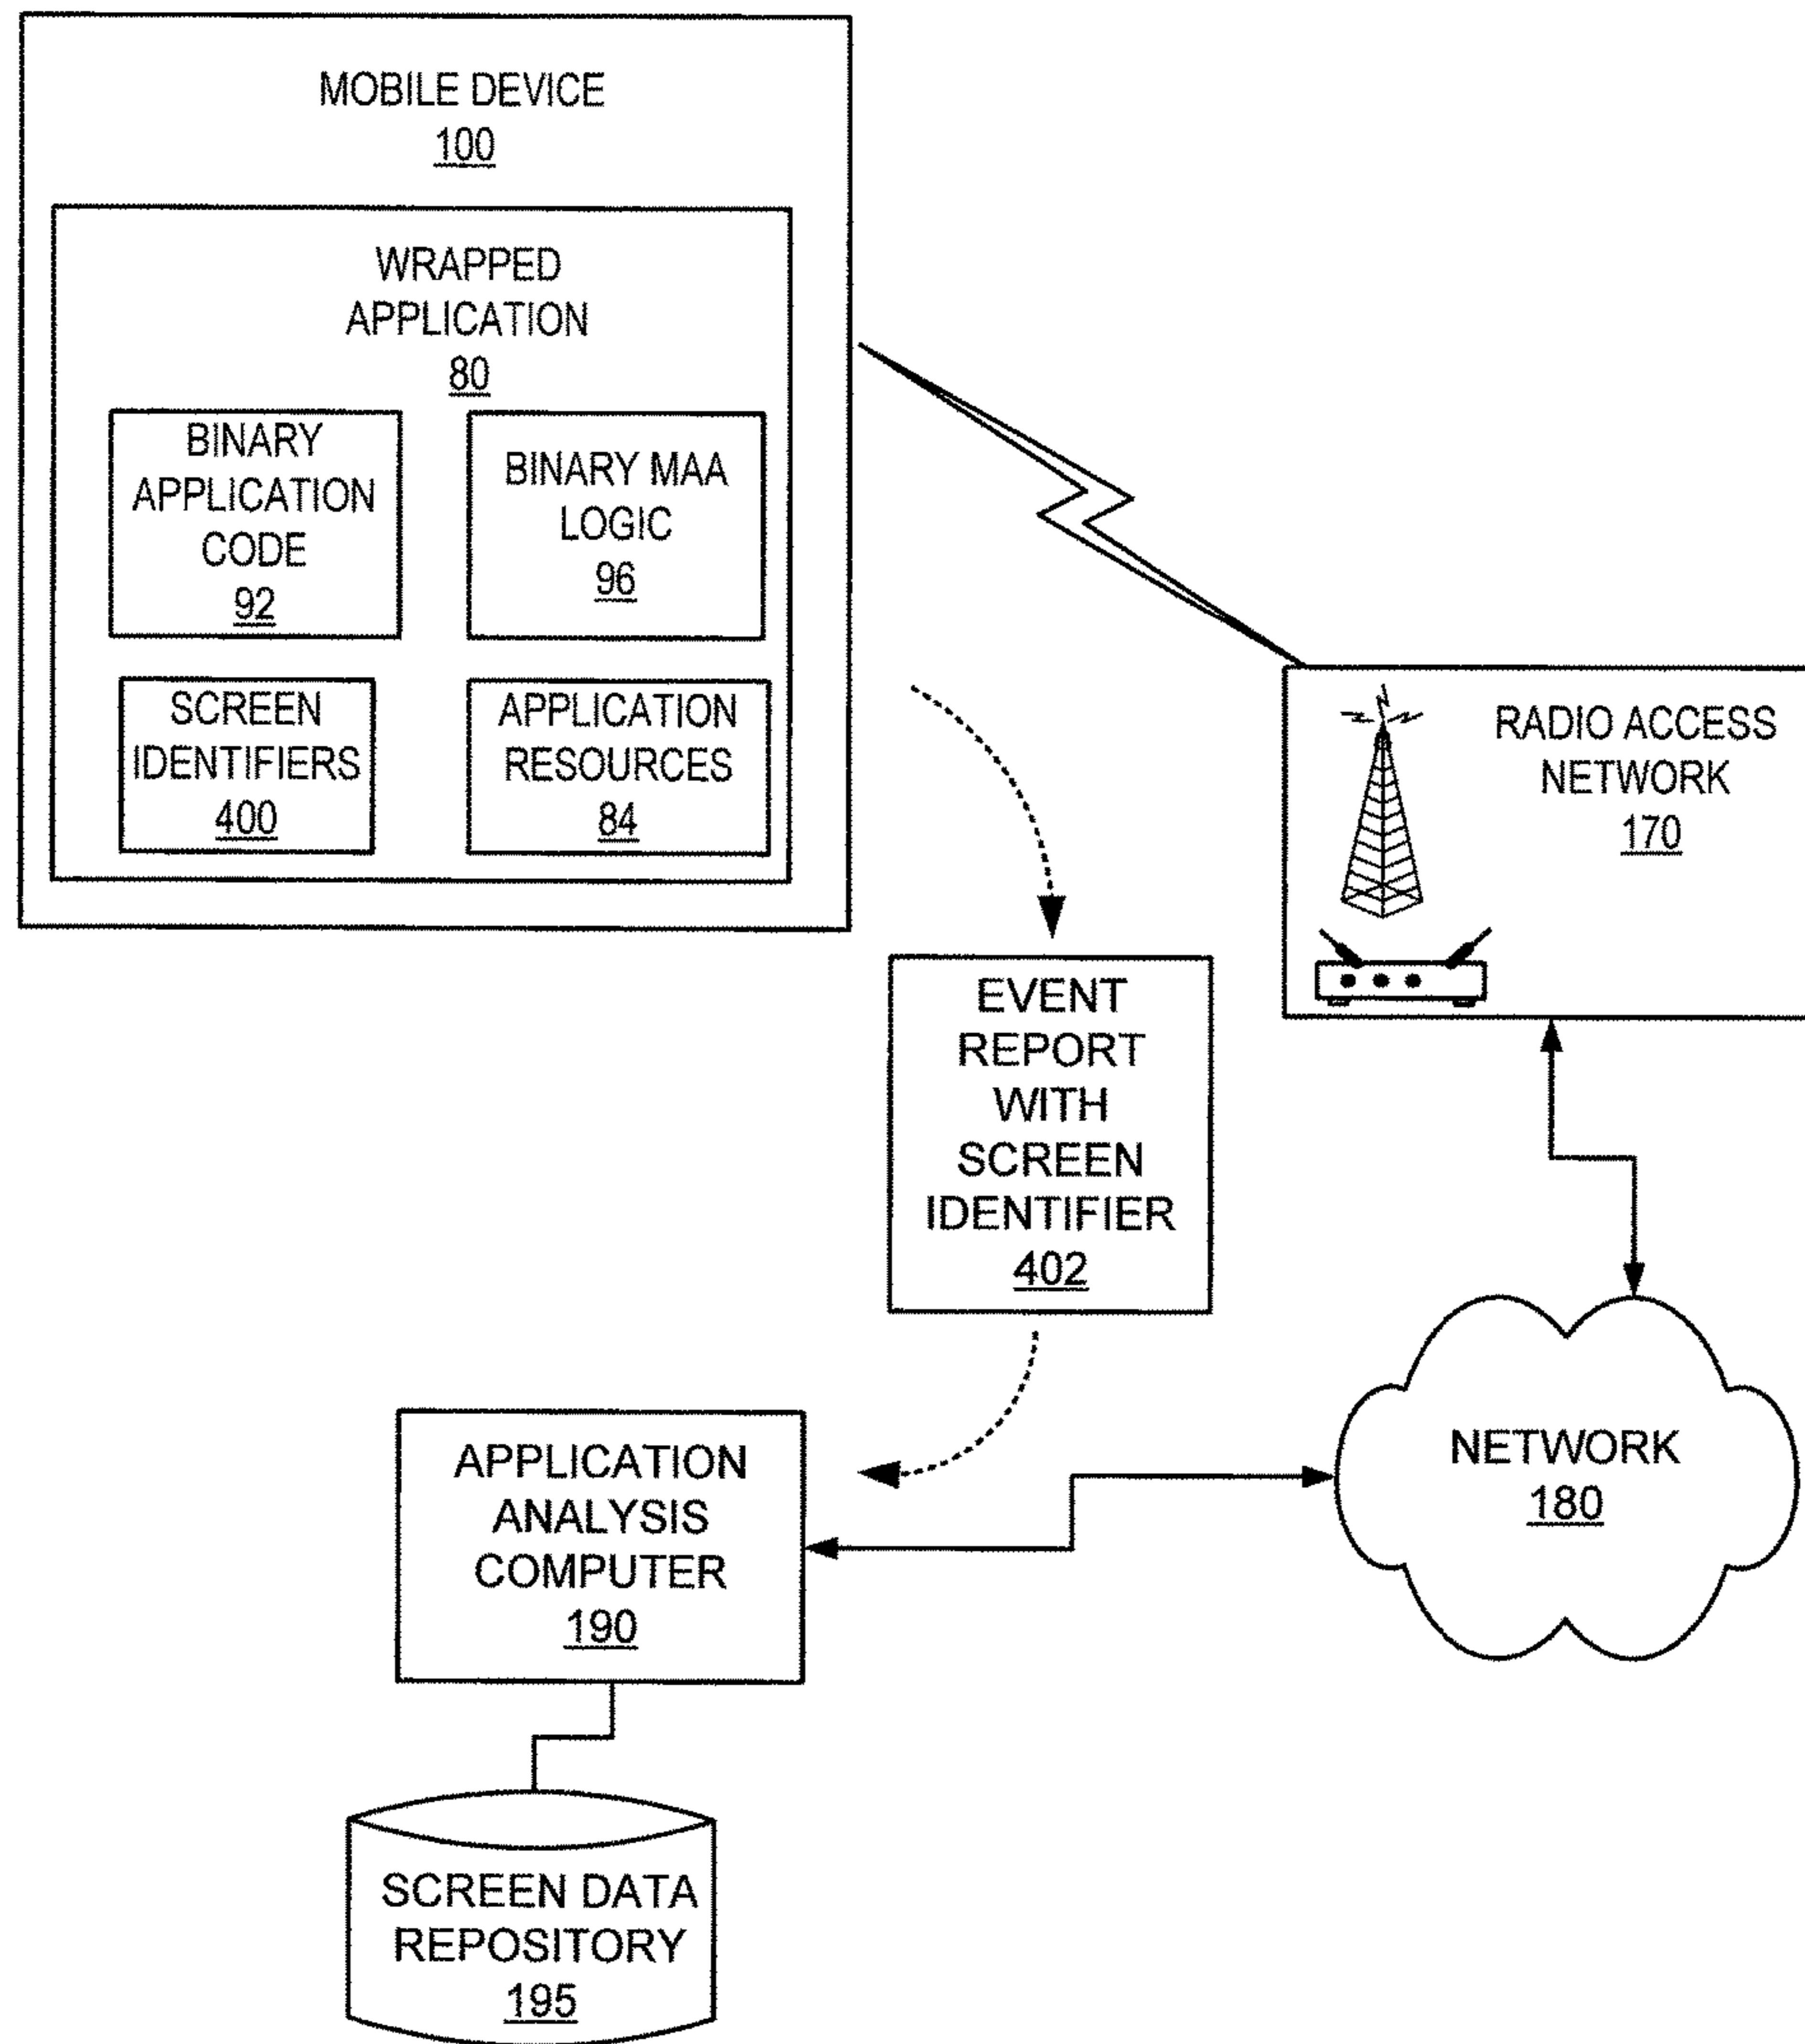 MOBILE DEVICE
100
WRAPPED
APPLICATION
80
BINARY
APPLICATION
CODE
92
BINARY MAA
LOGIC
96
SCREEN
IDENTIFIERS
400
APPLICATION
RESOURCES
84
RADIO ACCESS
NETWORK
170
EVENT
REPORT
WITH
SCREEN
IDENTIFIER
402
NETWORK
180
APPLICATION
ANALYSIS
COMPUTER
190
SCREEN DATA
REPOSITORY
195